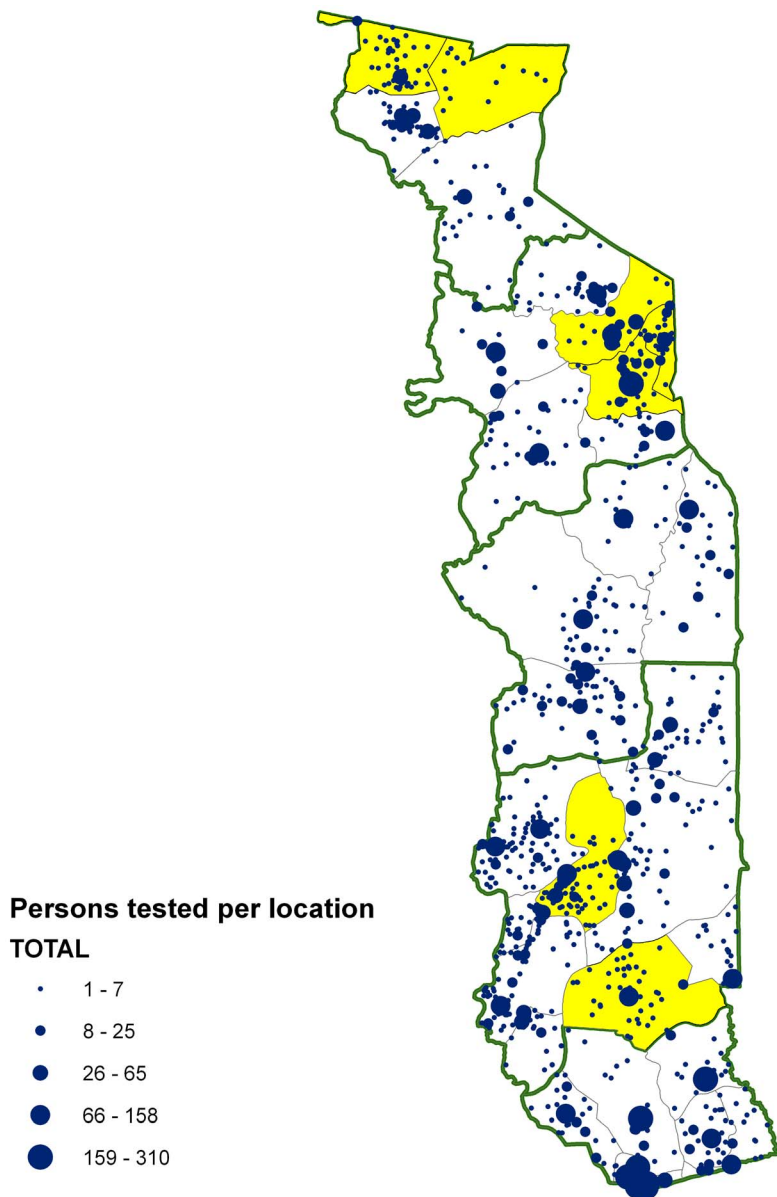 Persons tested per location
TOTAL
1 - 7
8 - 25
26 - 65
66 - 158
159 - 310